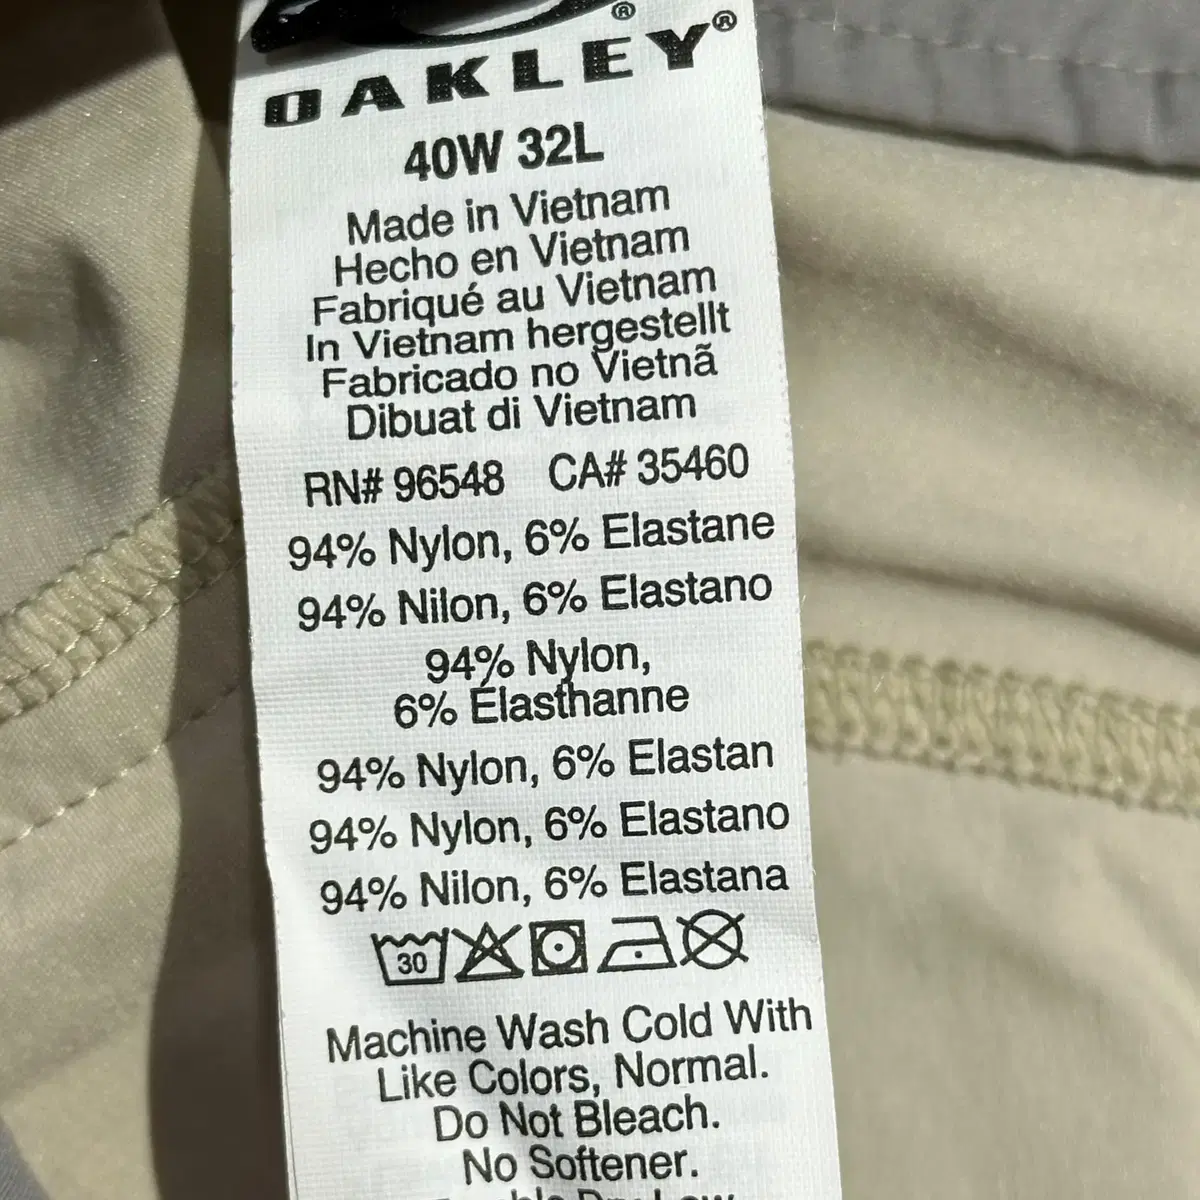 ®
OAKLEY®
40W 32L
Made in Vietnam
Hecho en Vietnam
Fabriqué au Vietnam
In Vietnam hergestellt
Fabricado no Vietnã
Dibuat di Vietnam
RN# 96548 CA# 35460
94% Nylon, 6% Elastane
94% Nilon, 6% Elastano
94% Nylon,
6% Élasthanne
94% Nylon, 6% Elastan
94% Nylon, 6% Elastano
94% Nilon, 6% Elastana
30
Machine Wash Cold With
Like Colors, Normal.
Do Not Bleach.
No Softener.